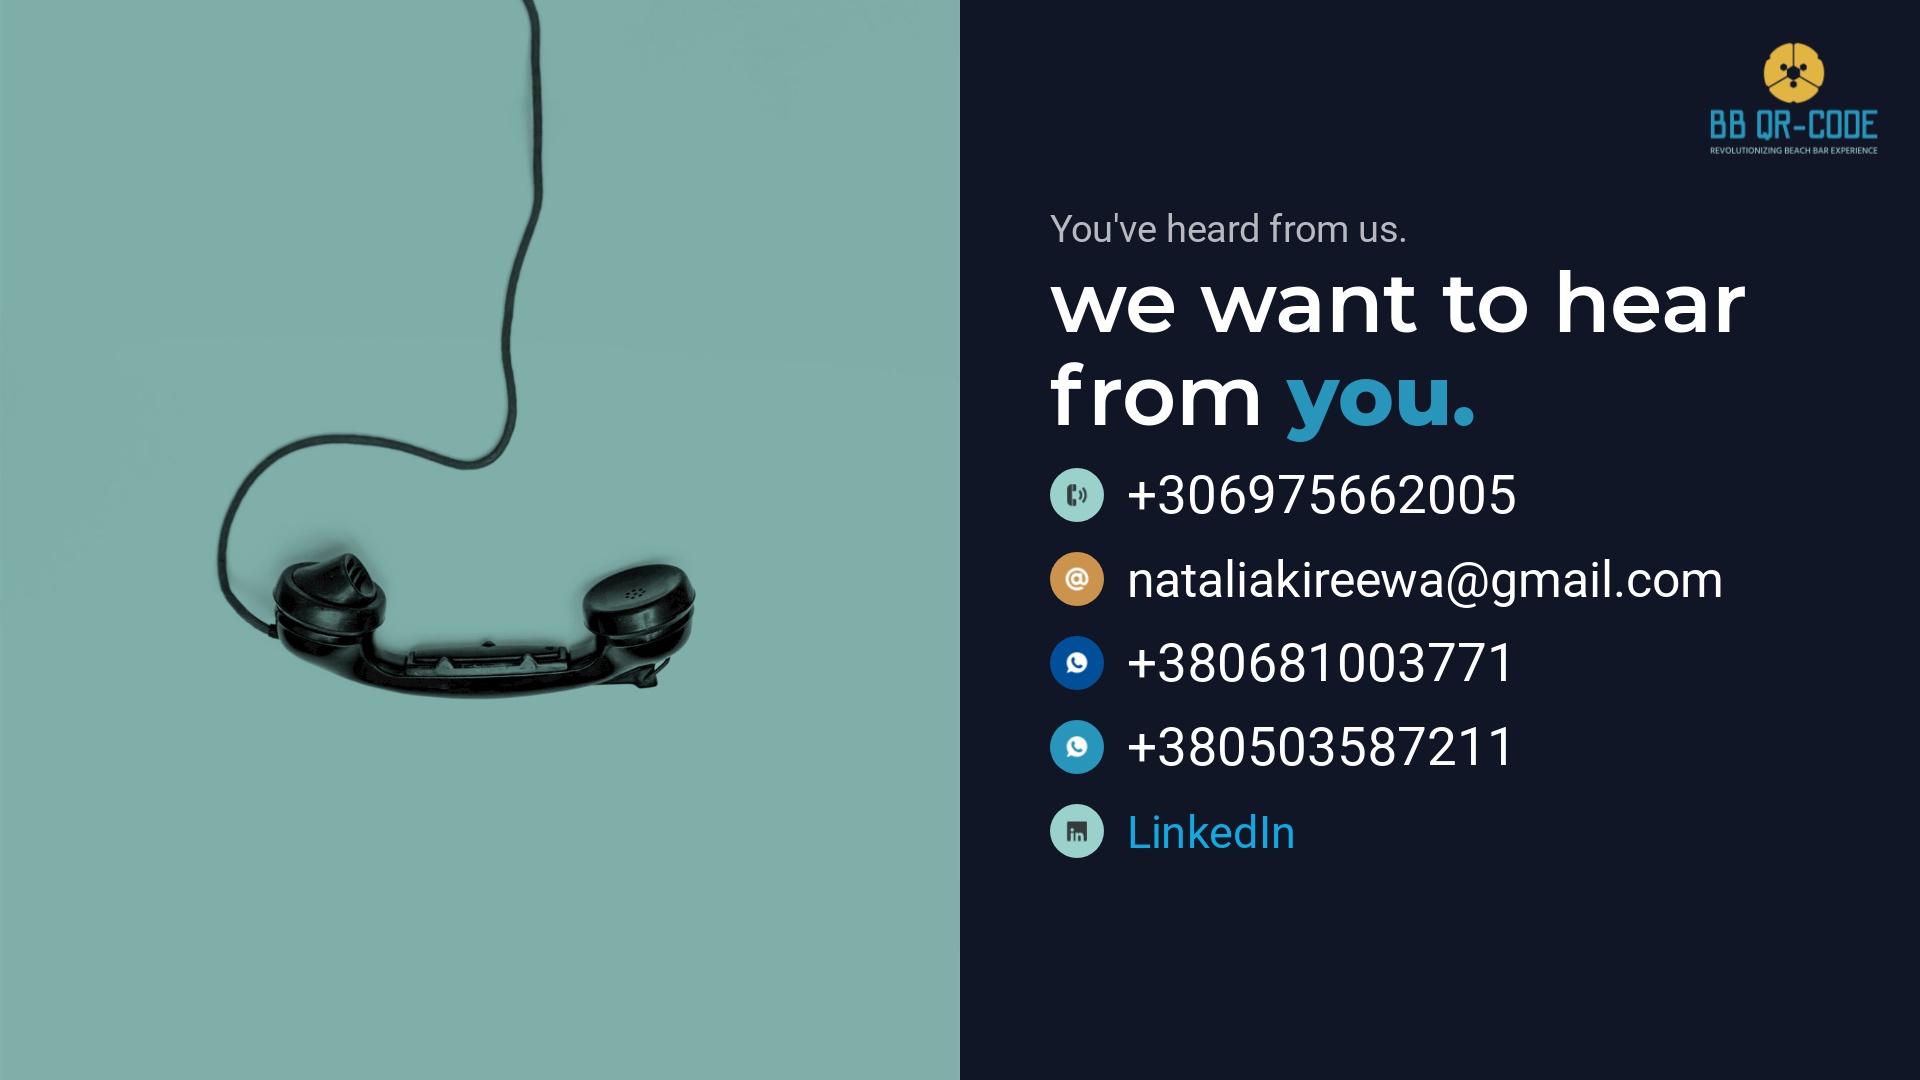 BB QR-CODE
REVOLUTIONIZING BEACH BAR EXPERIENCE
You've heard from us.
we want to hear
from you.
+306975662005
nataliakireewa@gmail.com
+380681003771
+380503587211
LinkedIn